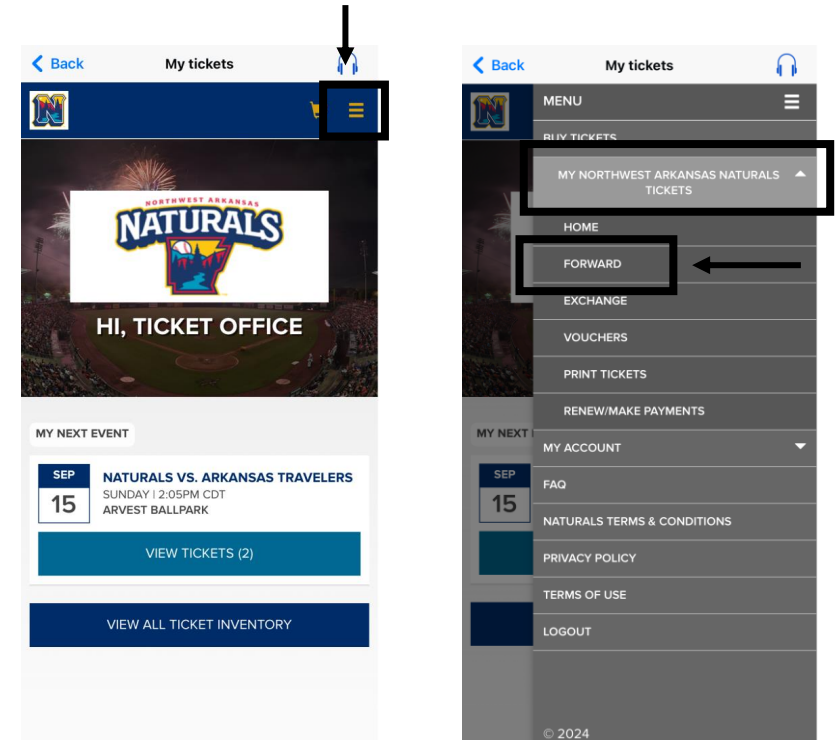 Back
My tickets
N
NORTHWEST ARKANSAS
NATURALS
HI, TICKET OFFICE
MY NEXT EVENT
SEP
15
NATURALS VS. ARKANSAS TRAVELERS
SUNDAY | 2:05PM CDT
ARVEST BALLPARK
VIEW TICKETS (2)
VIEW ALL TICKET INVENTORY
Back
My tickets
N
MENU
BUY TICKETS
MY NORTHWEST ARKANSAS NATURALS
TICKETS
HOME
FORWARD
EXCHANGE
VOUCHERS
PRINT TICKETS
RENEW/MAKE PAYMENTS
MY NEXT
MY ACCOUNT
SEP
15
FAQ
NATURALS TERMS & CONDITIONS
PRIVACY POLICY
TERMS OF USE
LOGOUT
© 2024